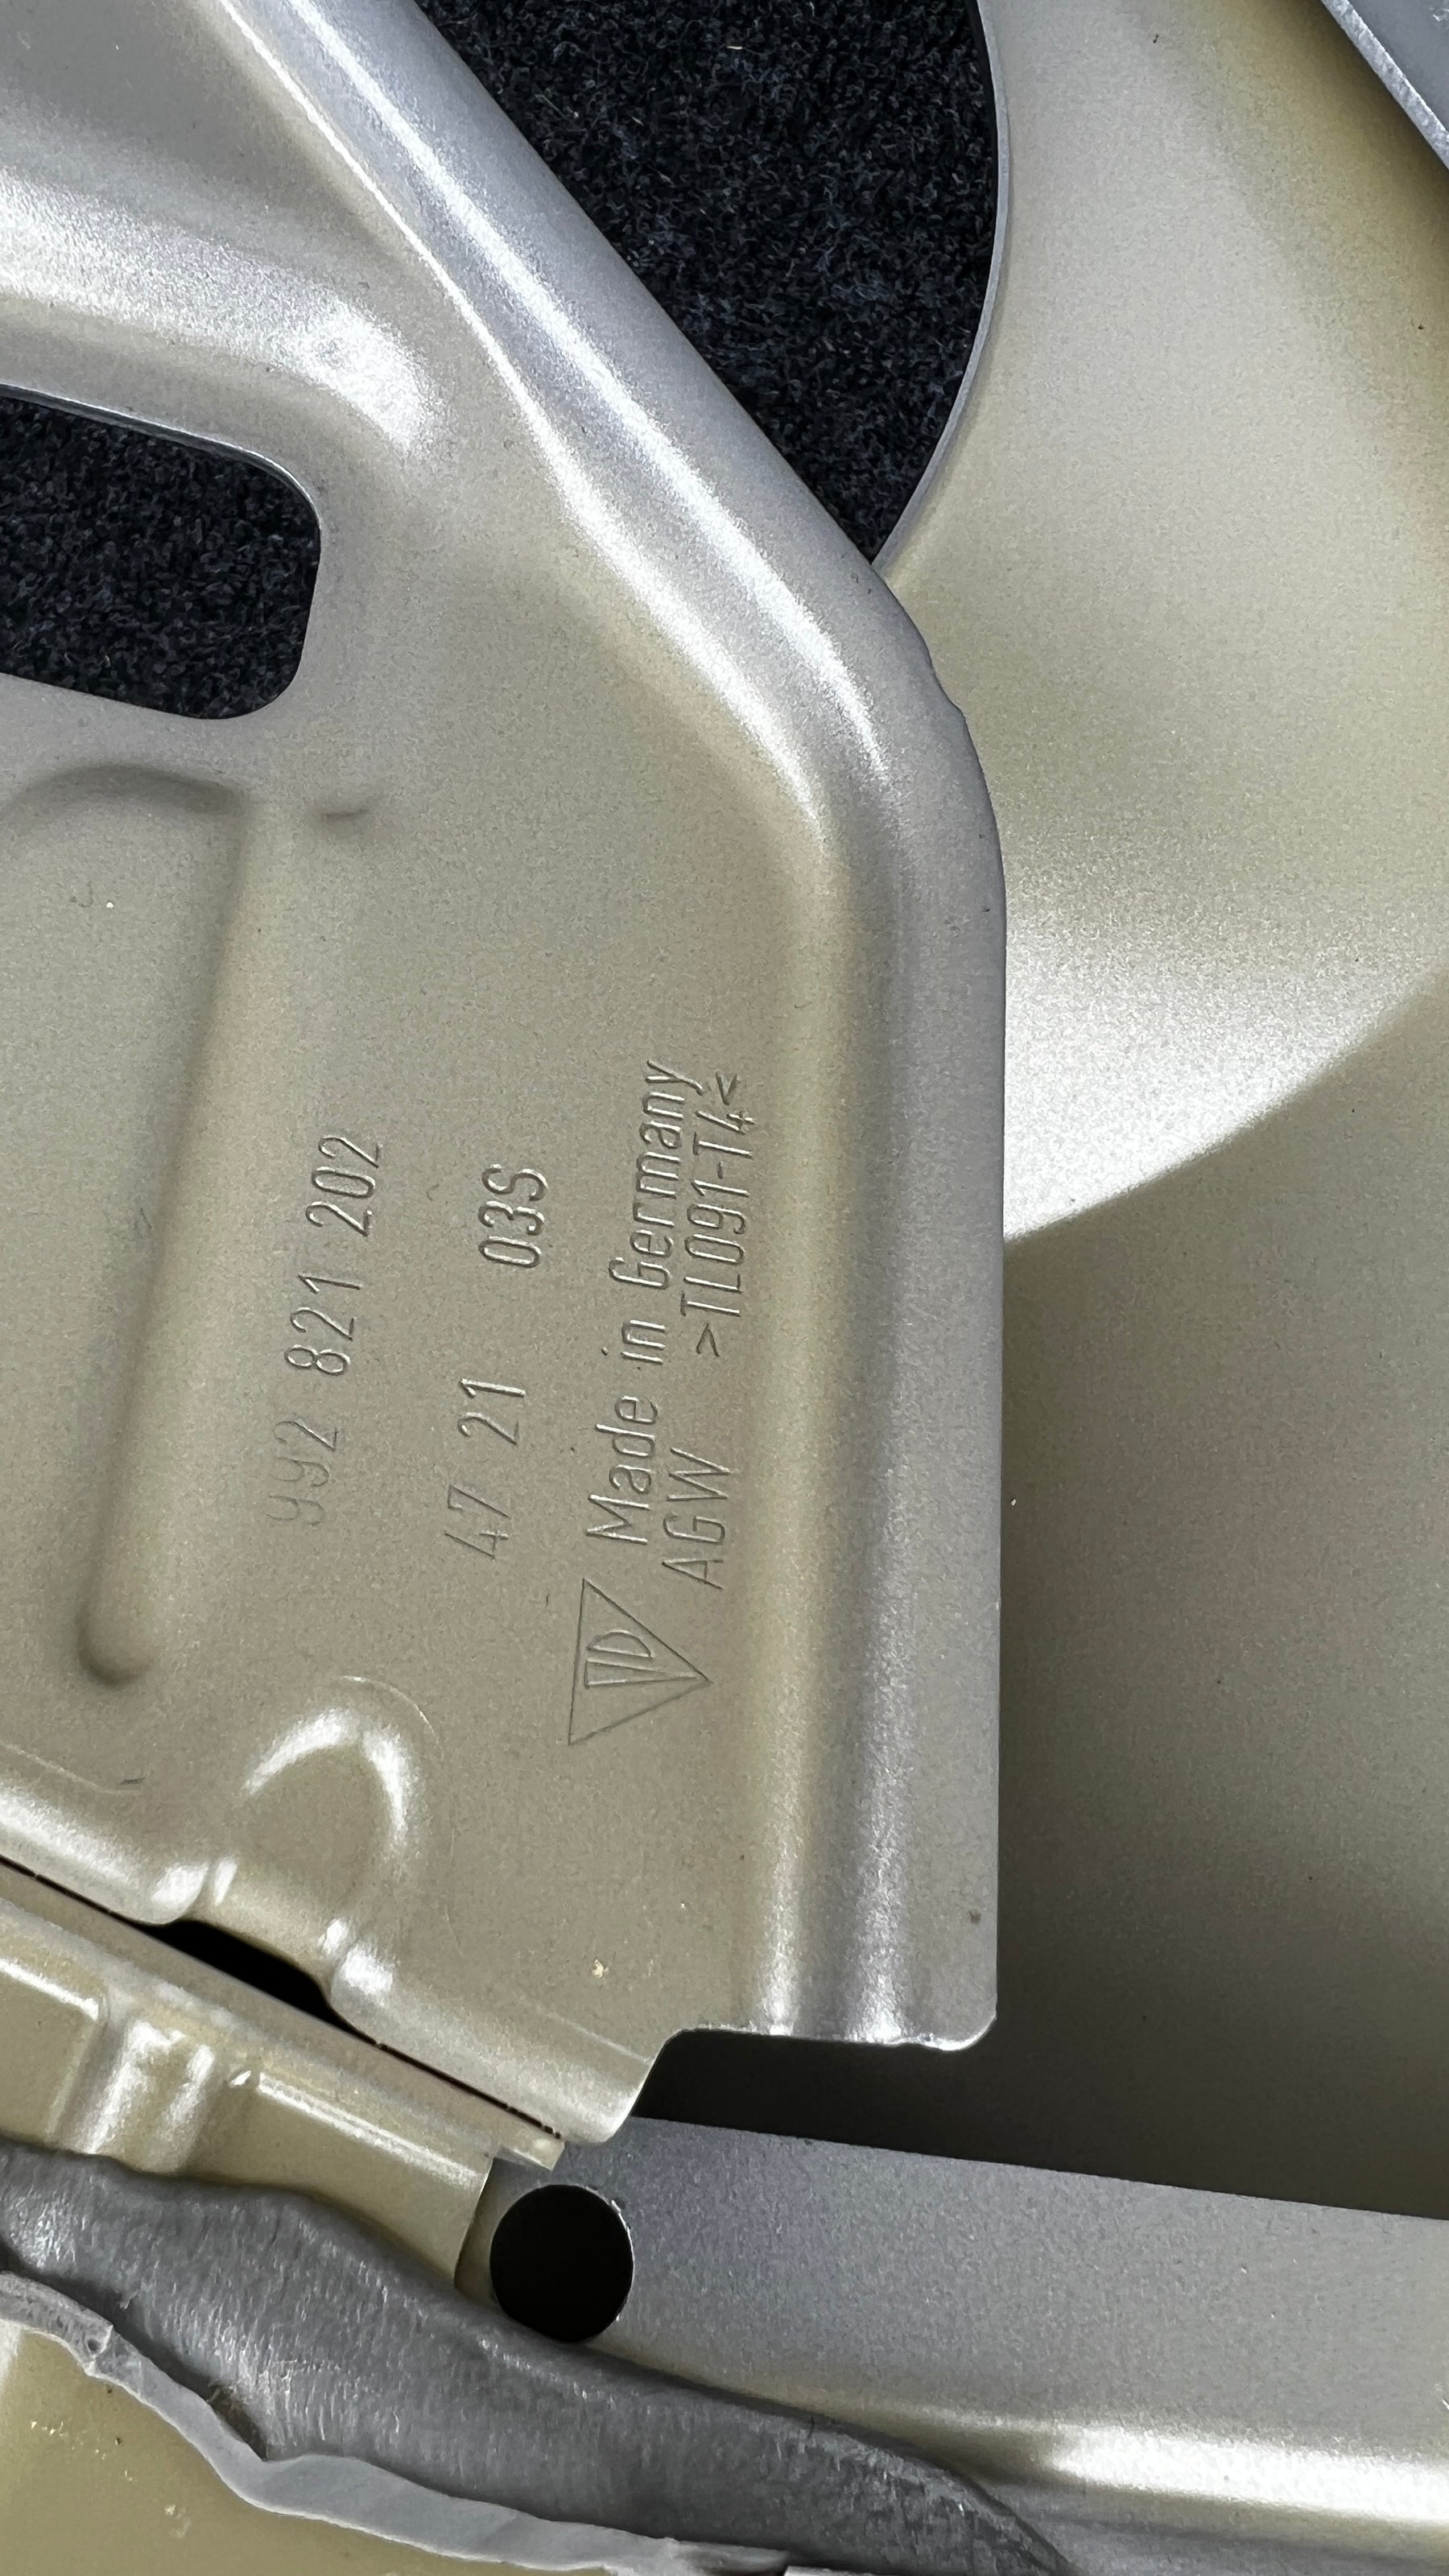 992 821 202
47 21 03S
Made in Germany
AGW >TL091-T4<